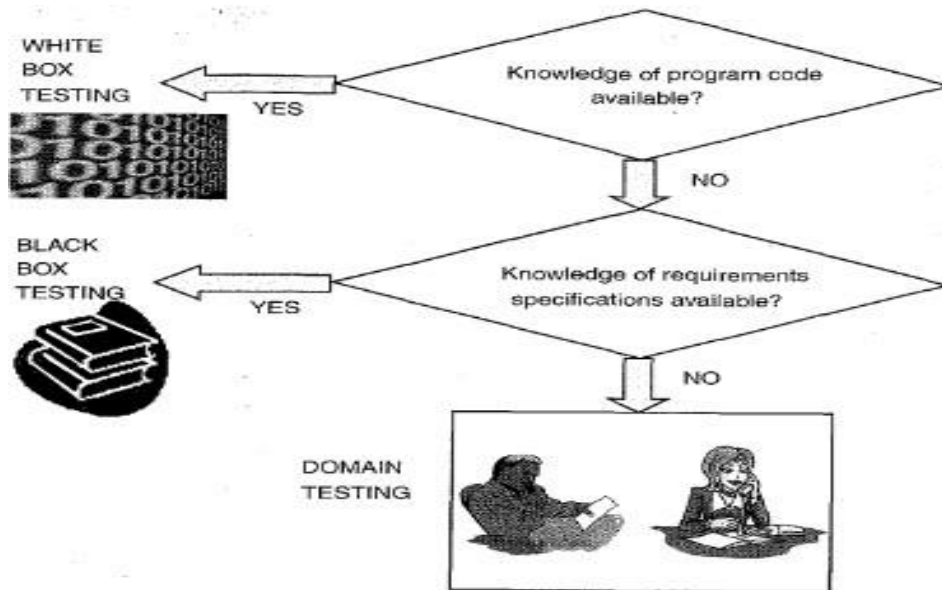 WHITE
BOX
TESTING
YES
Knowledge of program code
available?
NO
BLACK
BOX
TESTING
YES
Knowledge of requirements
specifications available?
NO
DOMAIN
TESTING